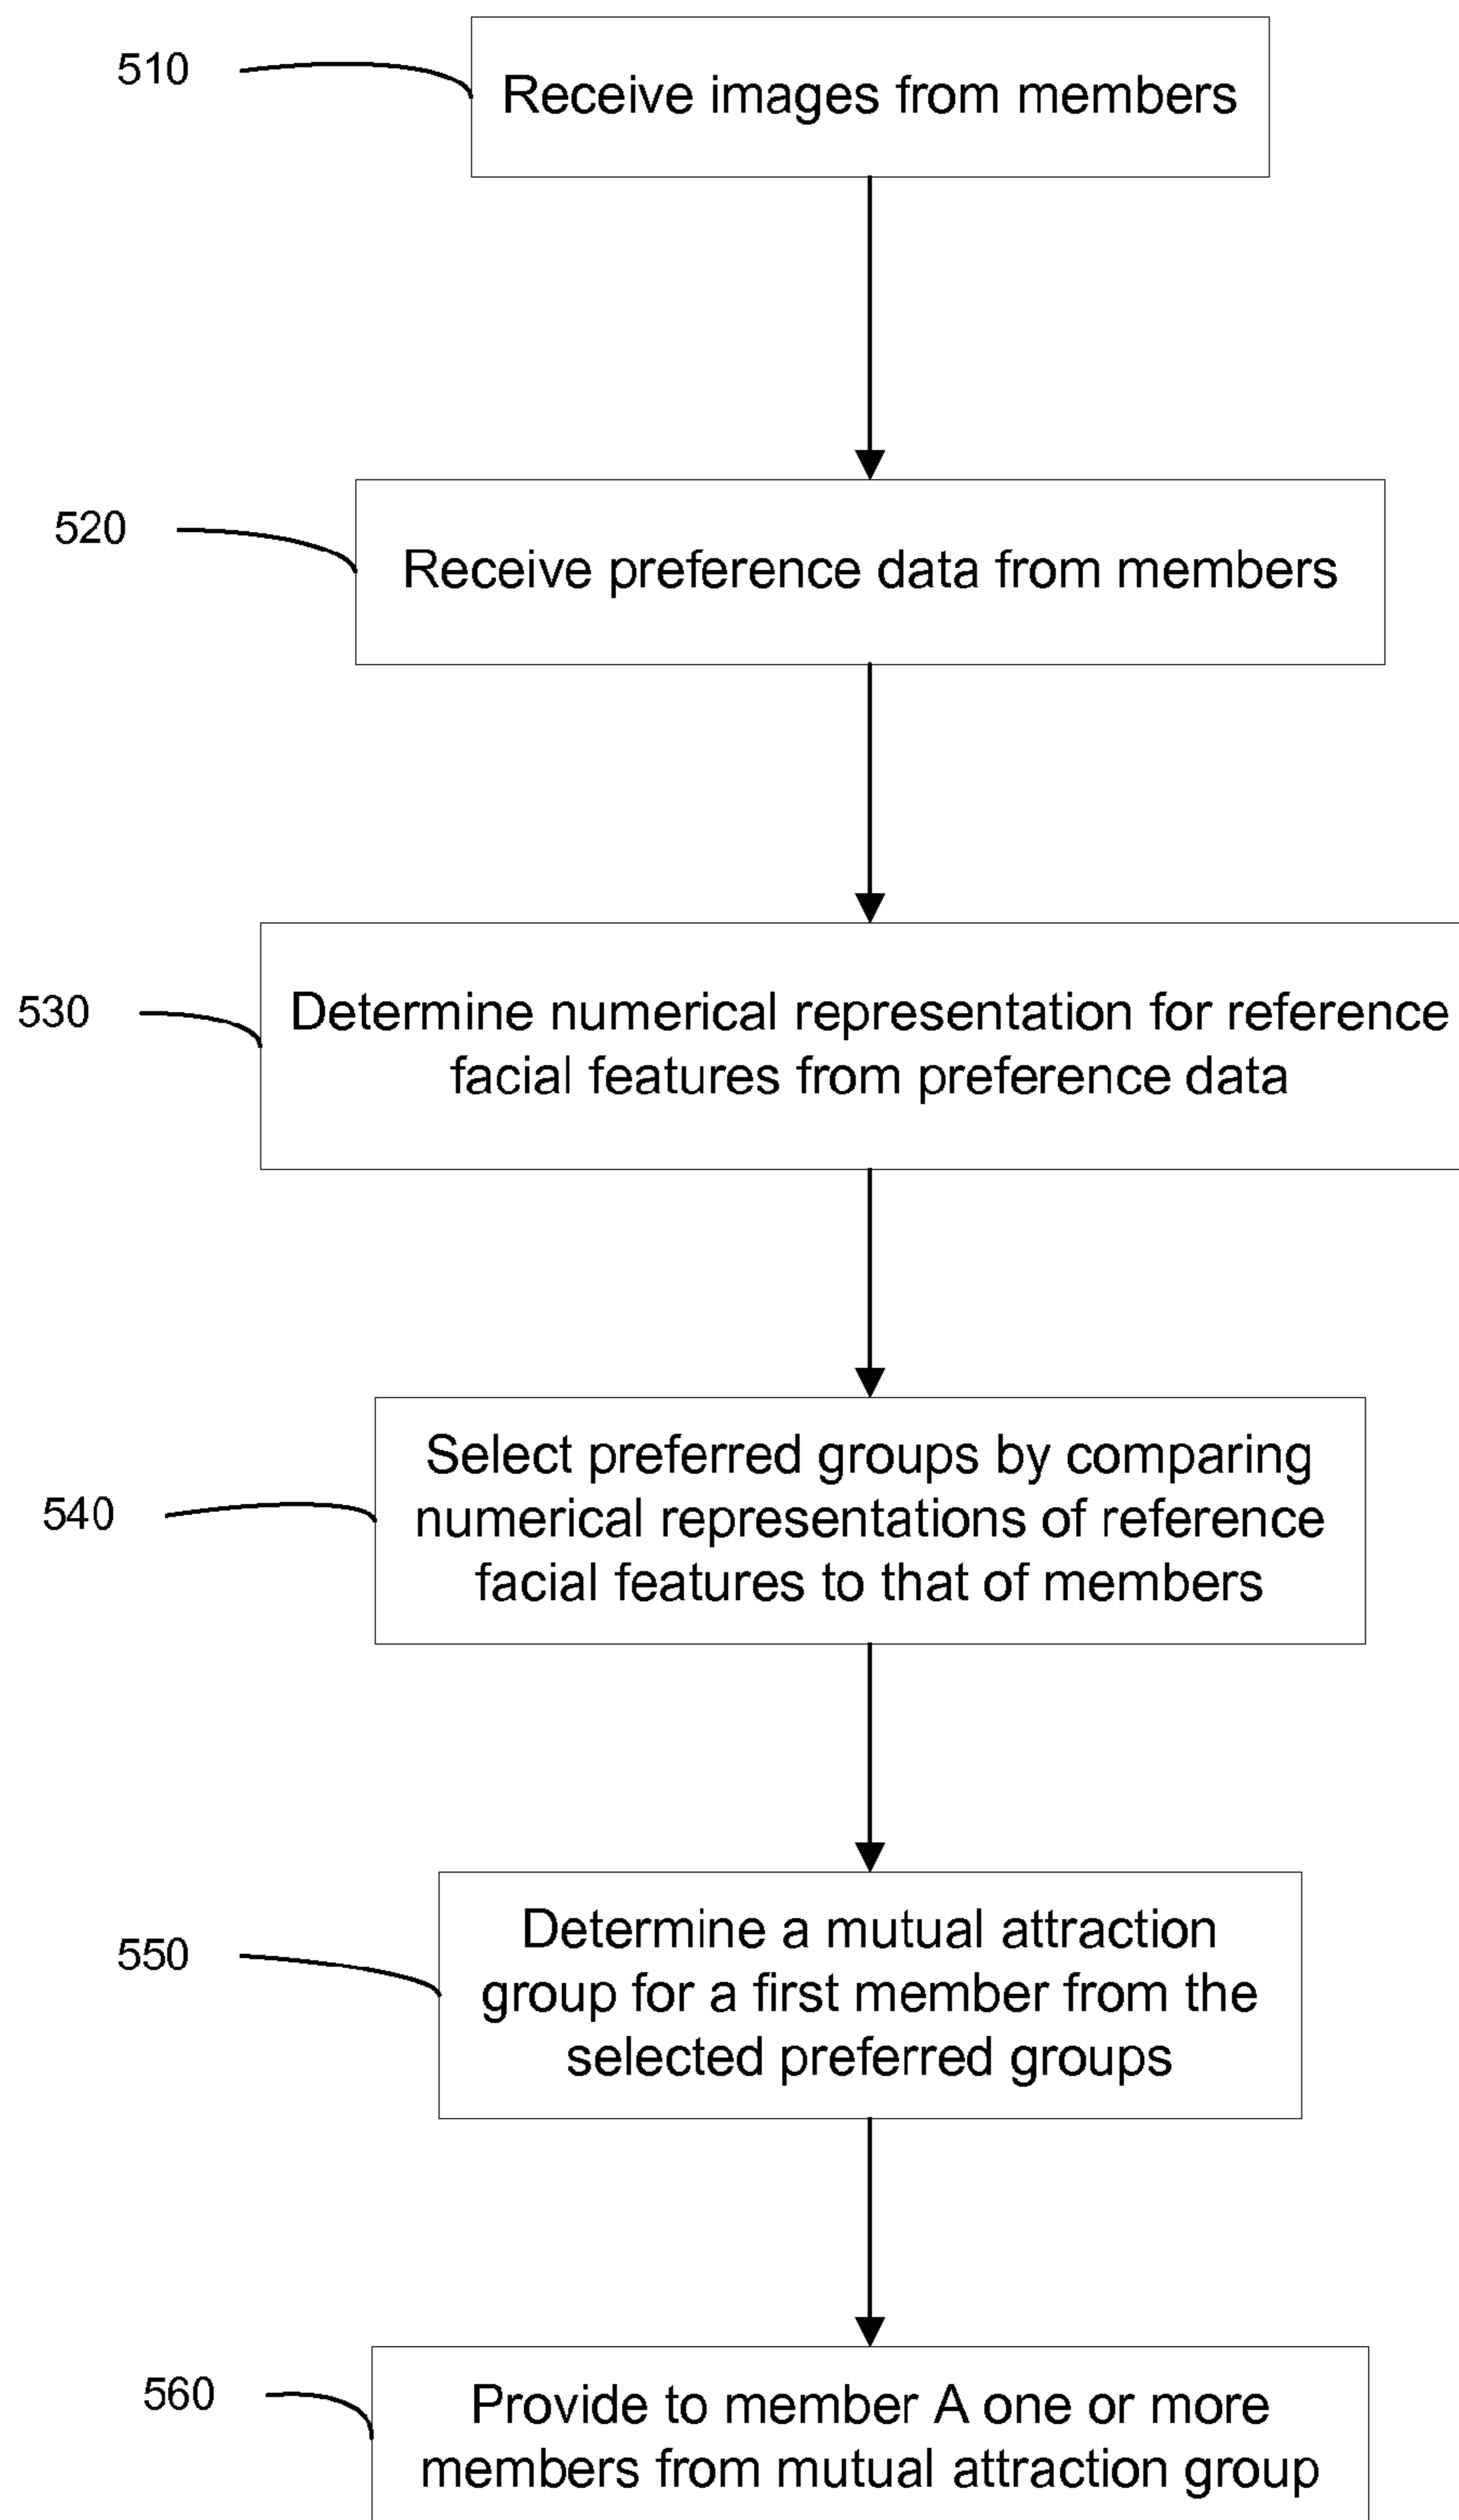 510
Receive images from members
520
Receive preference data from members
530
Determine numerical representation for reference
facial features from preference data
540
Select preferred groups by comparing
numerical representations of reference
facial features to that of members
550
Determine a mutual attraction
group for a first member from the
selected preferred groups
560
Provide to member A one or more
members from mutual attraction group